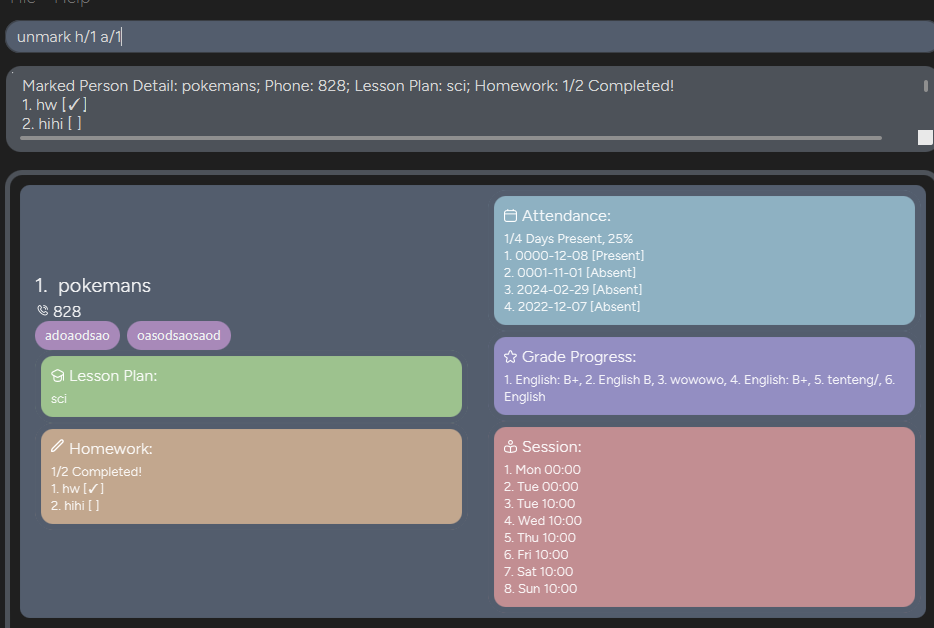 File Help
unmark h/1 a/1
Marked Person Detail: pokemans; Phone: 828; Lesson Plan: sci; Homework: 1/2 Completed!
1. hw [✓]
2. hihi [ ]
1. pokemans
828
adoaodsao oasodsaosaod
Lesson Plan:
sci
Homework:
1/2 Completed!
1. hw [✓]
2. hihi [ ]
Attendance:
1/4 Days Present, 25%
1. 0000-12-08 [Present]
2. 0001-11-01 [Absent]
3. 2024-02-29 [Absent]
4. 2022-12-07 [Absent]
Grade Progress:
1. English: B+, 2. English B, 3. wowowo, 4. English: B+, 5. tenteng/, 6.
English
Session:
1. Mon 00:00
2. Tue 00:00
3. Tue 10:00
4. Wed 10:00
5. Thu 10:00
6. Fri 10:00
7. Sat 10:00
8. Sun 10:00